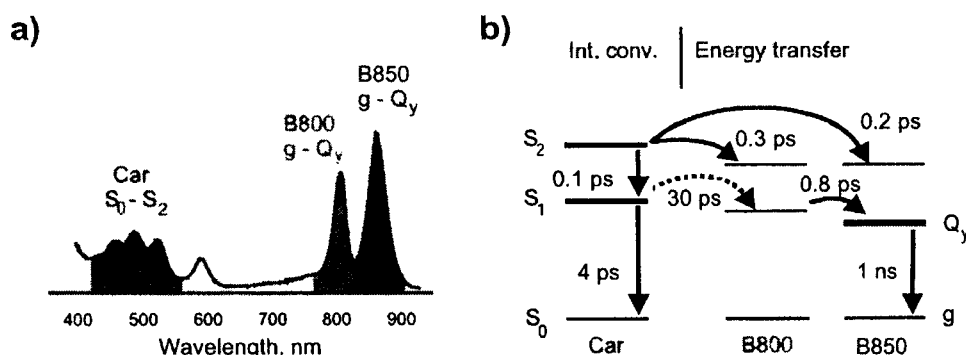 a)
B850
g - Qy
B800
g - Qy
Car
S0 - S2
400 500 600 700 800 900
Wavelength, nm
b)
Int. conv. Energy transfer
S2
0.3 ps
0.2 ps
0.1 ps
S1
30 ps
0.8 ps
Qy
4 ps
1 ns
S0
g
Car B800 B850